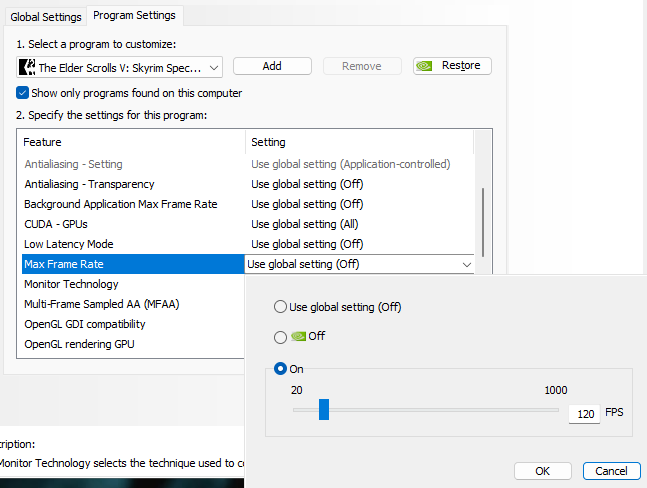 Global Settings
Program Settings
1. Select a program to customize:
The Elder Scrolls V: Skyrim Spec...
Add
Remove
Restore
Show only programs found on this computer
2. Specify the settings for this program:
Feature
Setting
Antialiasing - Setting
Use global setting (Application-controlled)
Antialiasing - Transparency
Use global setting (Off)
Background Application Max Frame Rate
Use global setting (Off)
CUDA - GPUs
Use global setting (All)
Low Latency Mode
Use global setting (Off)
Max Frame Rate
Use global setting (Off)
Monitor Technology
Multi-Frame Sampled AA (MFAA)
OpenGL GDI compatibility
OpenGL rendering GPU
Use global setting (Off)
Off
On
20
1000
120
FPS
cription:
Monitor Technology selects the technique used to c
OK
Cancel